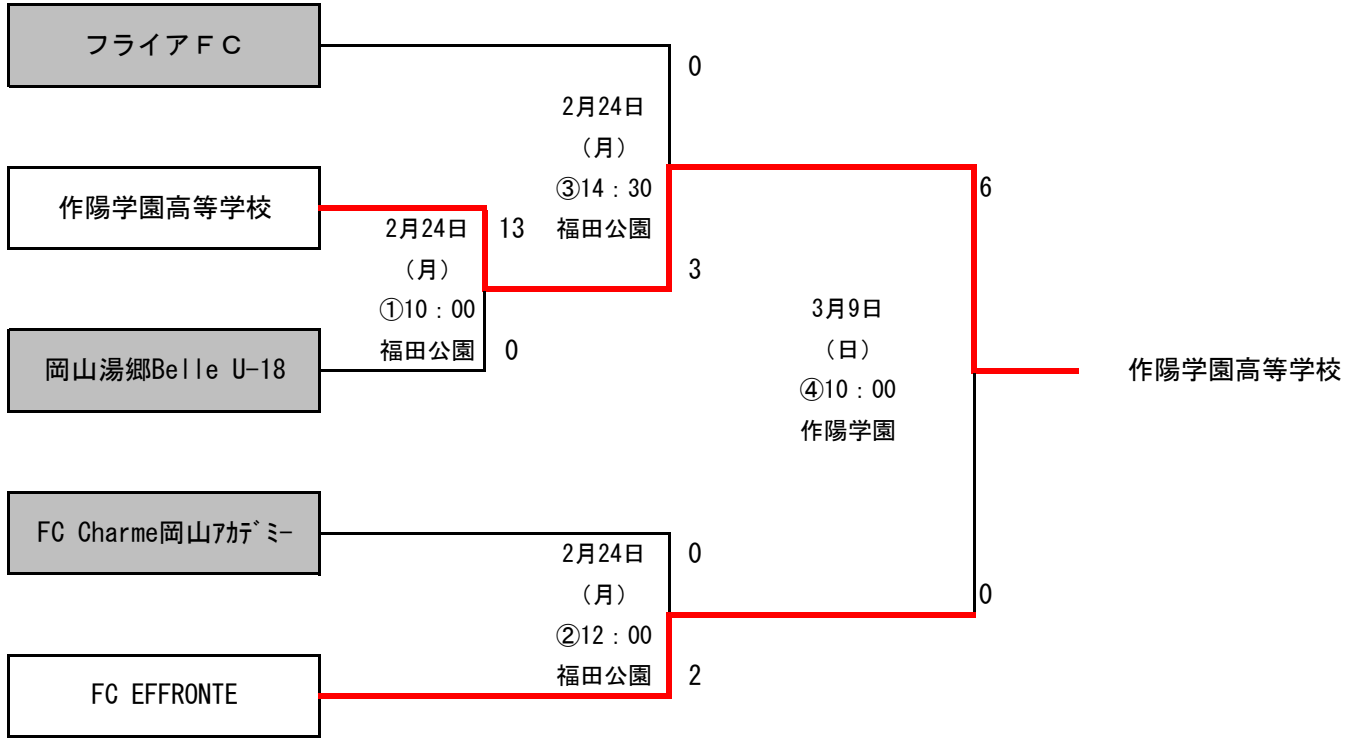 フライアＦＣ
0
2月24日
（月）
③14：30
福田公園
作陽学園高等学校
6
2月24日
（月）
①10：00
福田公園
13
3
0
岡山湯郷Belle U-18
3月9日
（日）
④10：00
作陽学園
作陽学園高等学校
FC Charme岡山ｱｶﾃﾞﾐｰ
2月24日
（月）
②12：00
福田公園
0
0
2
FC EFFRONTE